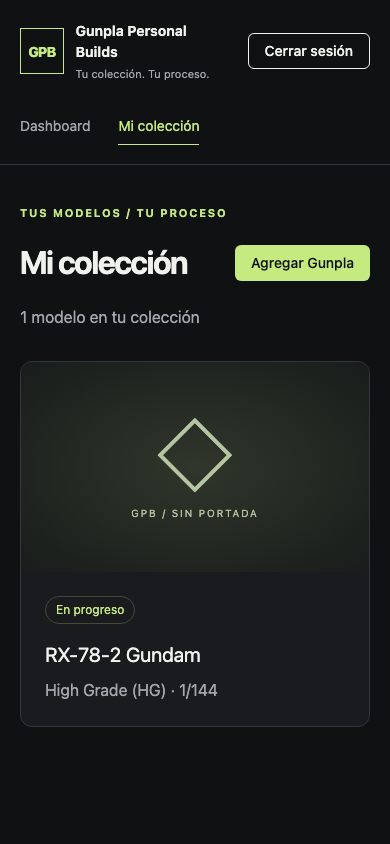 GPB
Gunpla Personal
Builds
Tu colección. Tu proceso.
Cerrar sesión
Dashboard
Mi colección
TUS MODELOS / TU PROCESO
Mi colección
Agregar Gunpla
1 modelo en tu colección
GPB / SIN PORTADA
En progreso
RX-78-2 Gundam
High Grade (HG) · 1/144